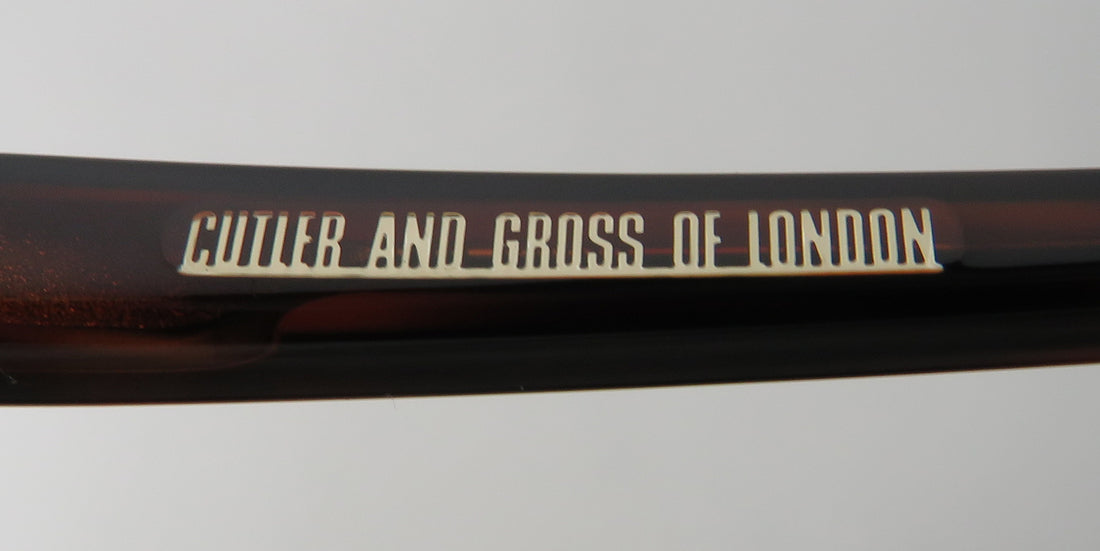 CUTLER AND GROSS OF LONDON